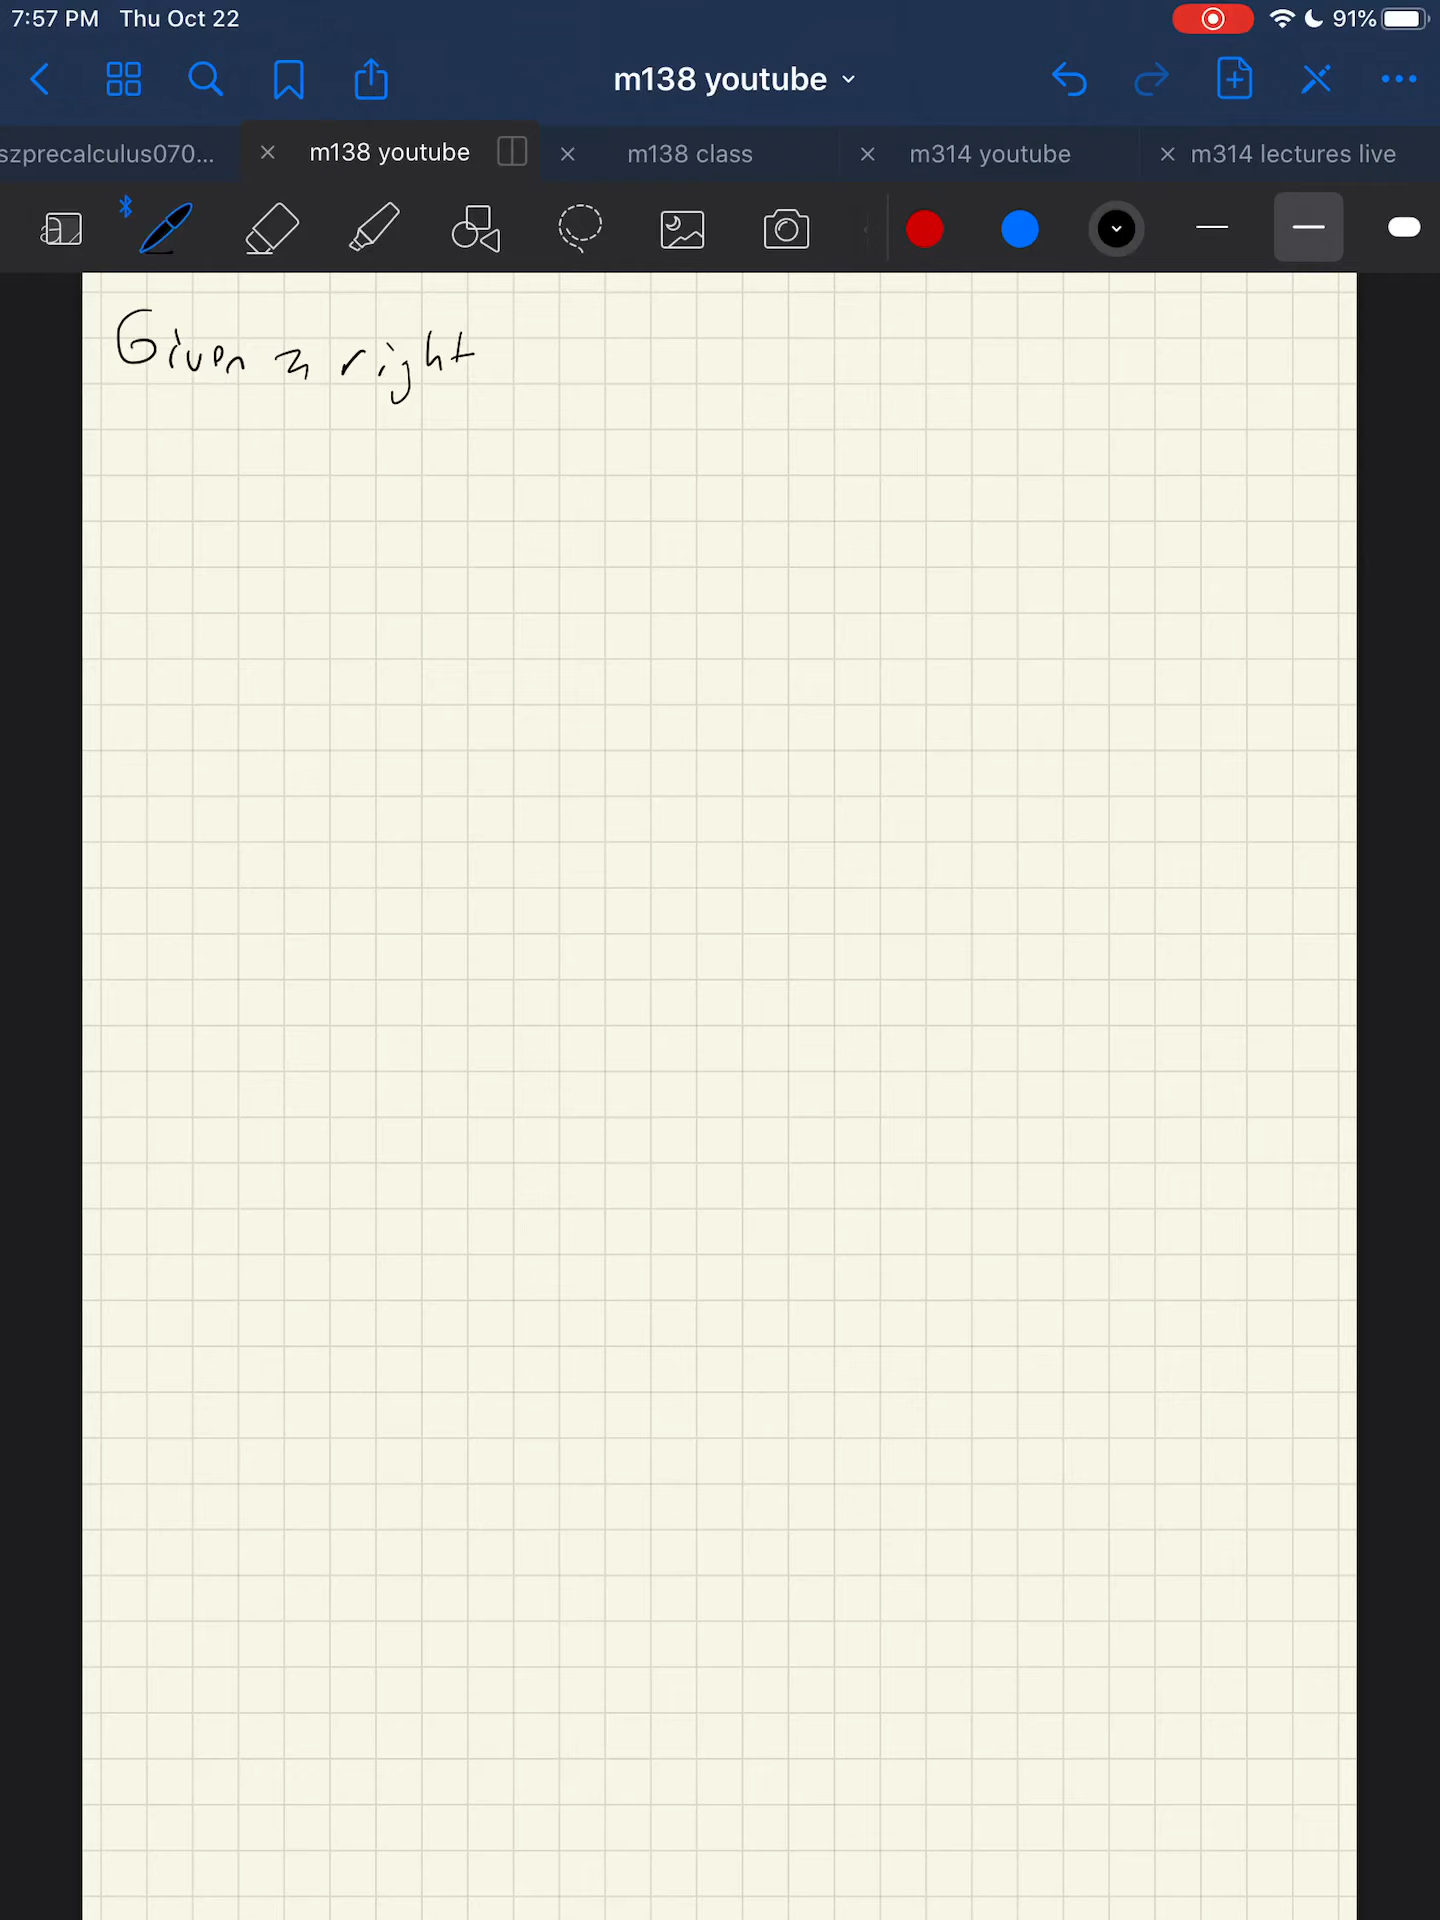 7:57 PM Thu Oct 22 91%
m138 youtube
szprecalculus070... m138 youtube m138 class m314 youtube m314 lectures live
Given a right